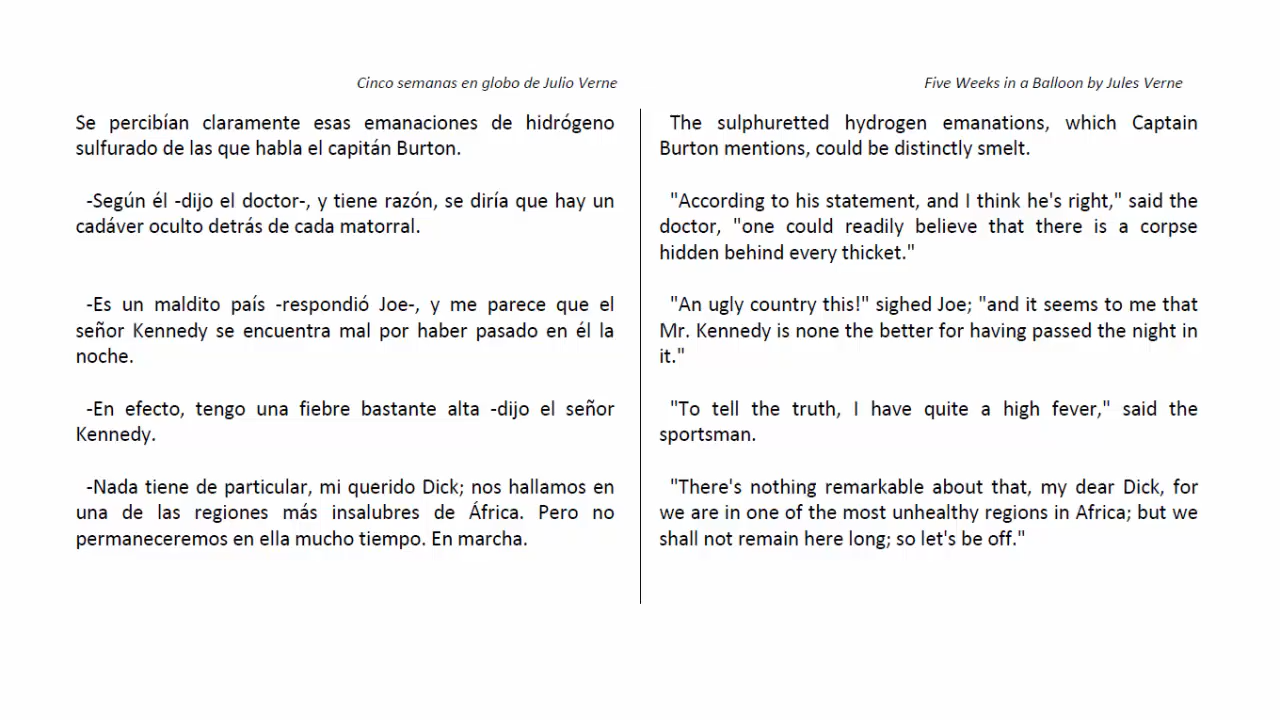 Cinco semanas en globo de Julio Verne
Se percibían claramente esas emanaciones de hidrógeno
sulfurado de las que habla el capitán Burton.
-Según él -dijo el doctor-, y tiene razón, se diría que hay un
cadáver oculto detrás de cada matorral.
-Es un maldito país -respondió Joe-, y me parece que el
señor Kennedy se encuentra mal por haber pasado en él la
noche.
-En efecto, tengo una fiebre bastante alta -dijo el señor
Kennedy.
-Nada tiene de particular, mi querido Dick; nos hallamos en
una de las regiones más insalubres de África. Pero no
permaneceremos en ella mucho tiempo. En marcha.
Five Weeks in a Balloon by Jules Verne
The sulphuretted hydrogen emanations, which Captain
Burton mentions, could be distinctly smelt.
"According to his statement, and I think he's right," said the
doctor, "one could readily believe that there is a corpse
hidden behind every thicket."
"An ugly country this!" sighed Joe; "and it seems to me that
Mr. Kennedy is none the better for having passed the night in
it."
"To tell the truth, I have quite a high fever," said the
sportsman.
"There's nothing remarkable about that, my dear Dick, for
we are in one of the most unhealthy regions in Africa; but we
shall not remain here long; so let's be off."